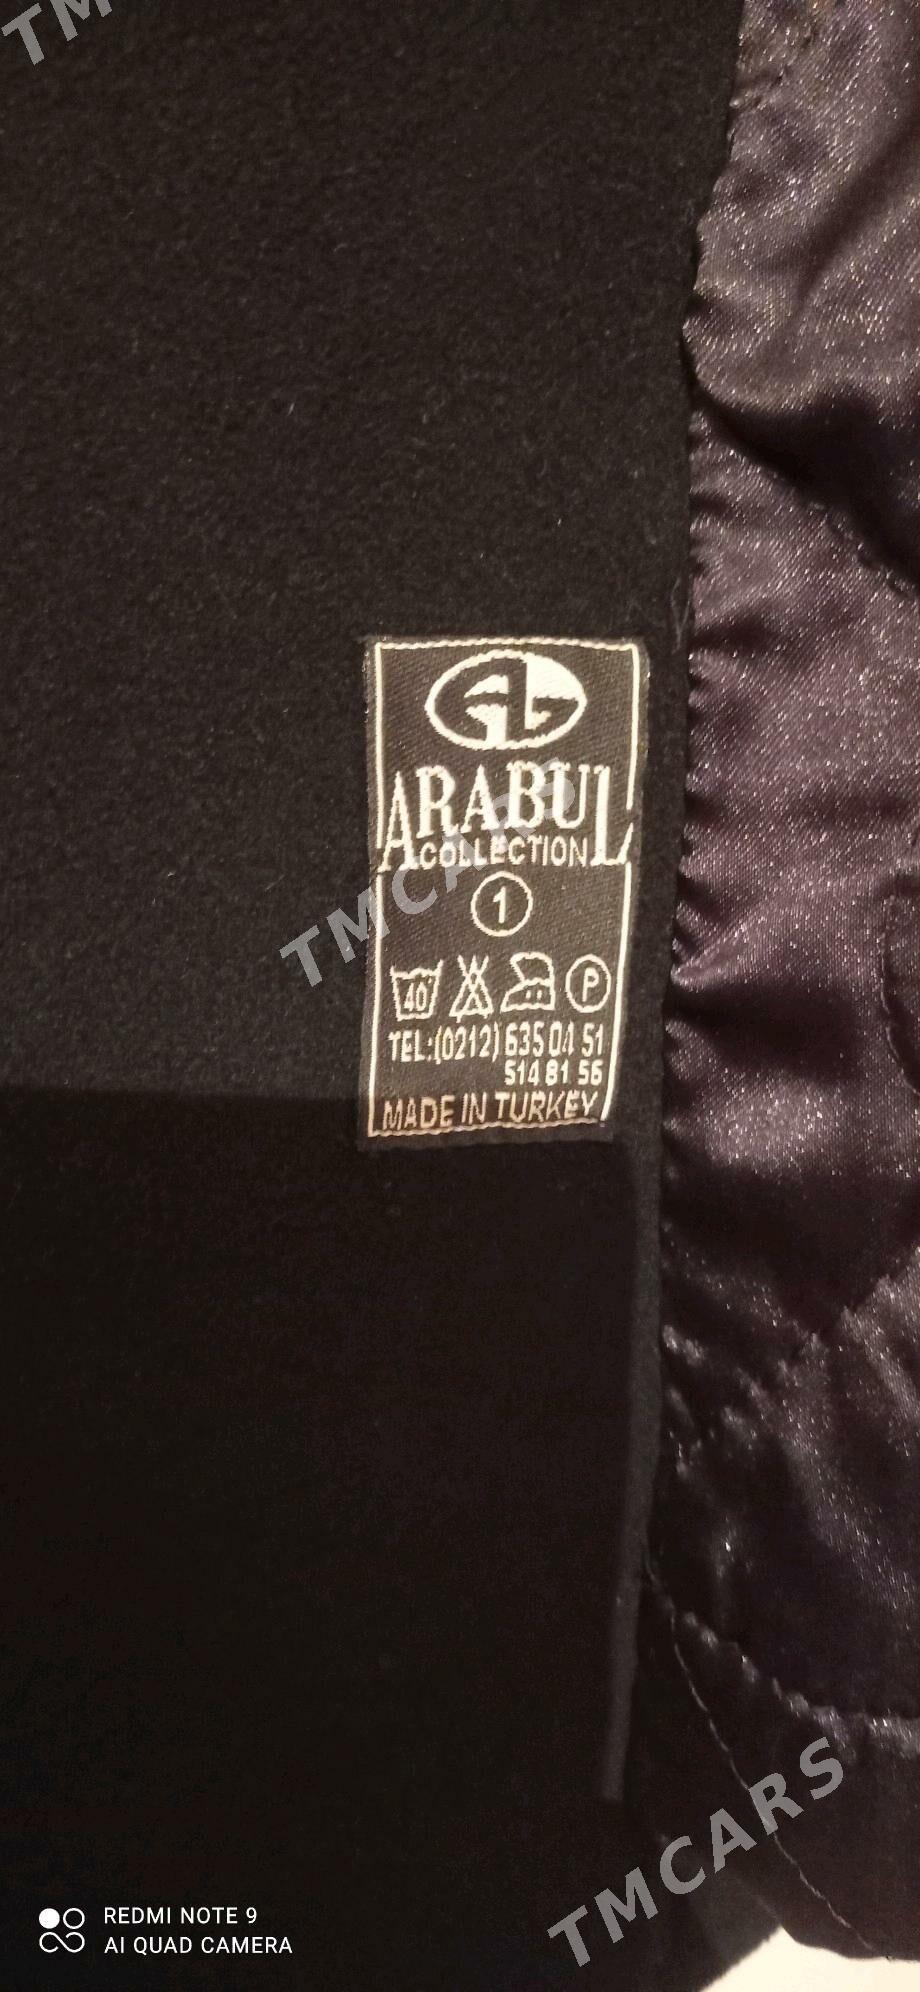 TM
AL
ARABUL
COLLECTION
1
40 P
TEL:(0212) 635 04 51
514 81 56
MADE IN TURKEY
TMCARS
TMCARS
REDMI NOTE 9
AI QUAD CAMERA